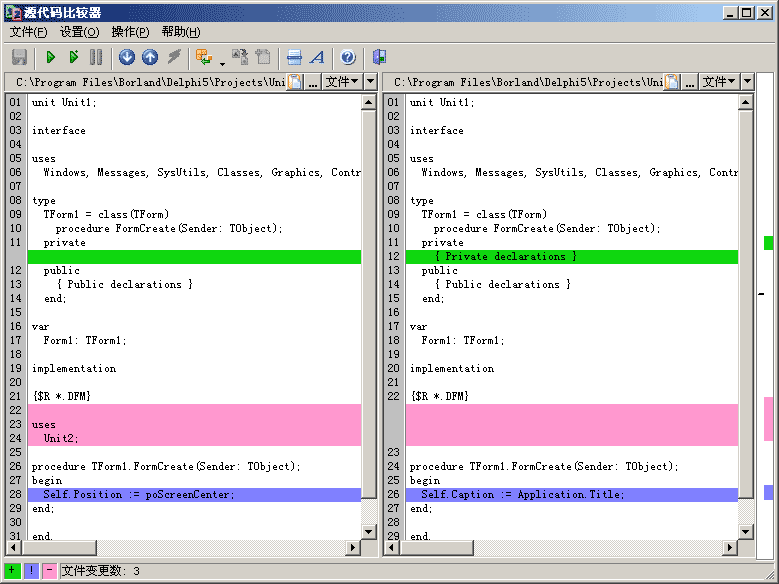 源代码比较器
文件(F) 设置(O) 操作(P) 帮助(H)
C:\Program Files\Borland\Delphi5\Projects\Uni ... 文件
C:\Program Files\Borland\Delphi5\Projects\Uni ... 文件
01 unit Unit1;
02
03 interface
04
05 uses
06 Windows, Messages, SysUtils, Classes, Graphics, Contr
07
08 type
09 TForm1 = class(TForm)
10 procedure FormCreate(Sender: TObject);
11 private
12 public
13 { Public declarations }
14 end;
15
16 var
17 Form1: TForm1;
18
19 implementation
20
21 {$R *.DFM}
22
23 uses
24 Unit2;
25
26 procedure TForm1.FormCreate(Sender: TObject);
27 begin
28 Self.Position := poScreenCenter;
29 end;
30
31 end.
01 unit Unit1;
02
03 interface
04
05 uses
06 Windows, Messages, SysUtils, Classes, Graphics, Contr
07
08 type
09 TForm1 = class(TForm)
10 procedure FormCreate(Sender: TObject);
11 private
12 { Private declarations }
13 public
14 { Public declarations }
15 end;
16
17 var
18 Form1: TForm1;
19
20 implementation
21
22 {$R *.DFM}
23
24 procedure TForm1.FormCreate(Sender: TObject);
25 begin
26 Self.Caption := Application.Title;
27 end;
28
29 end.
+ ! - 文件变更数: 3